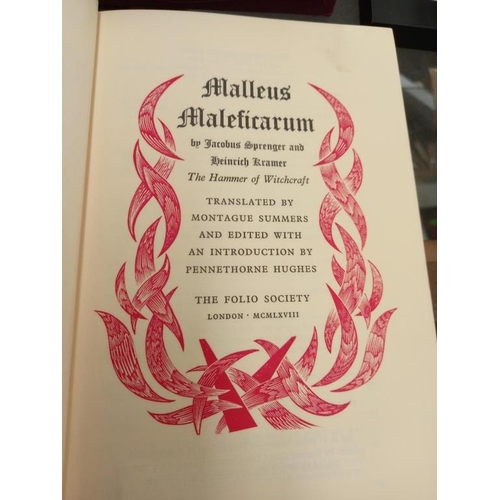 Malleus
Maleficarum
by Jacobus Sprenger and
Heinrich Kramer
The Hammer of Witchcraft
TRANSLATED BY
MONTAGUE SUMMERS
AND EDITED WITH
AN INTRODUCTION BY
PENNETHORNE HUGHES
THE FOLIO SOCIETY
LONDON · MCMLXVIII